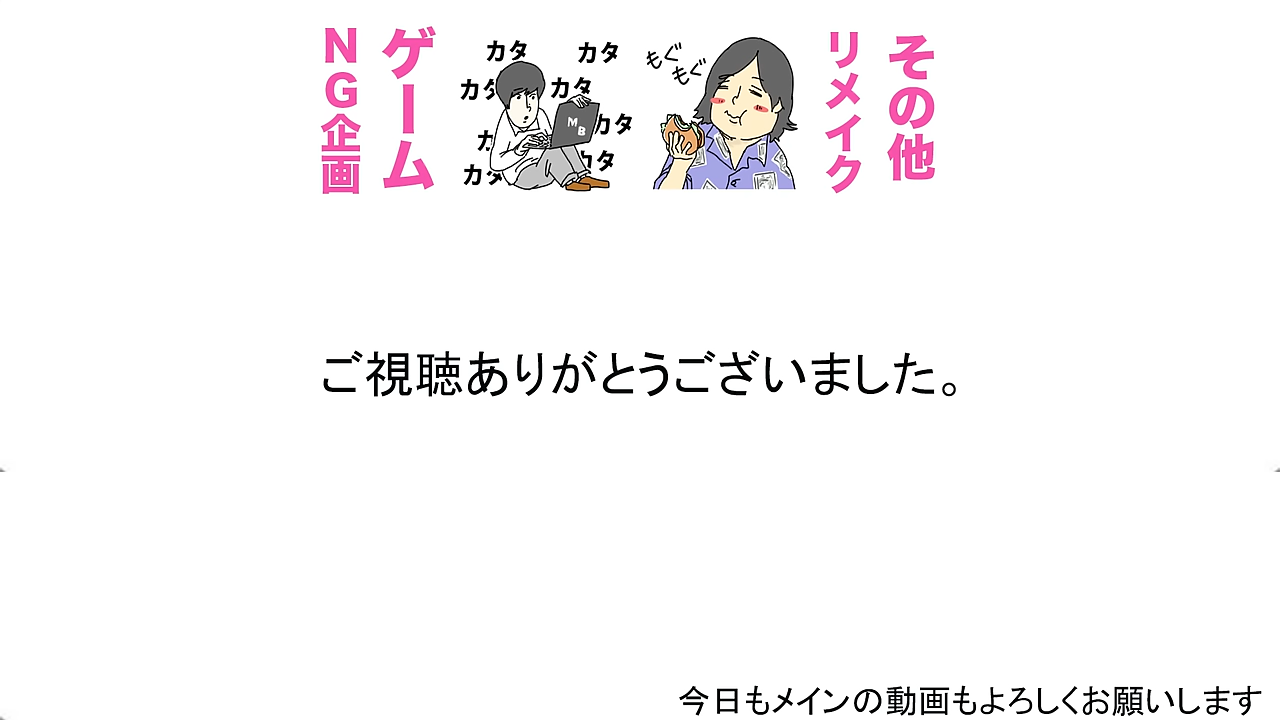 ゲーム
NG企画
カタ
カタ
カタ
カタ
カタ
カ
タ
カタ
MB
もぐ
もぐ
その他
リメイク
ご視聴ありがとうございました。
今日もメインの動画もよろしくお願いします